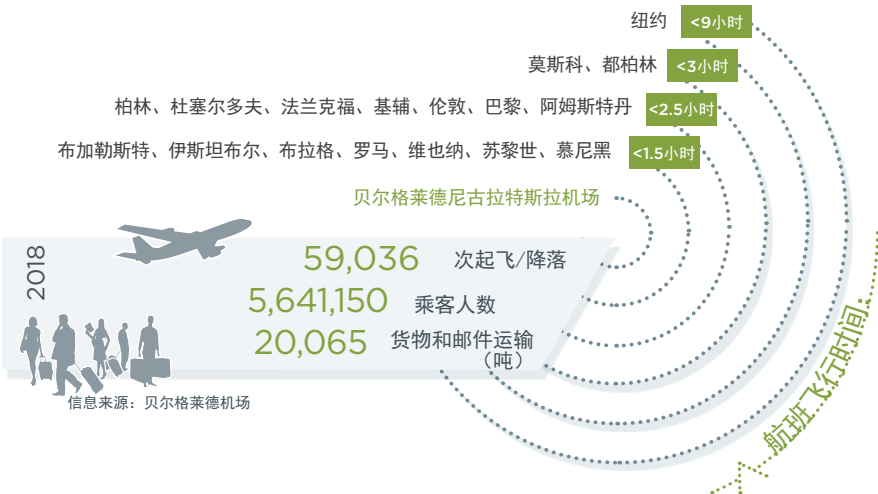 纽约 <9小时
莫斯科、都柏林 <3小时
柏林、杜塞尔多夫、法兰克福、基辅、伦敦、巴黎、阿姆斯特丹 <2.5小时
布加勒斯特、伊斯坦布尔、布拉格、罗马、维也纳、苏黎世、慕尼黑 <1.5小时
贝尔格莱德尼古拉特斯拉机场
2018
59,036 次起飞/降落
5,641,150 乘客人数
20,065 货物和邮件运输
（吨）
信息来源：贝尔格莱德机场
航班飞行时间: